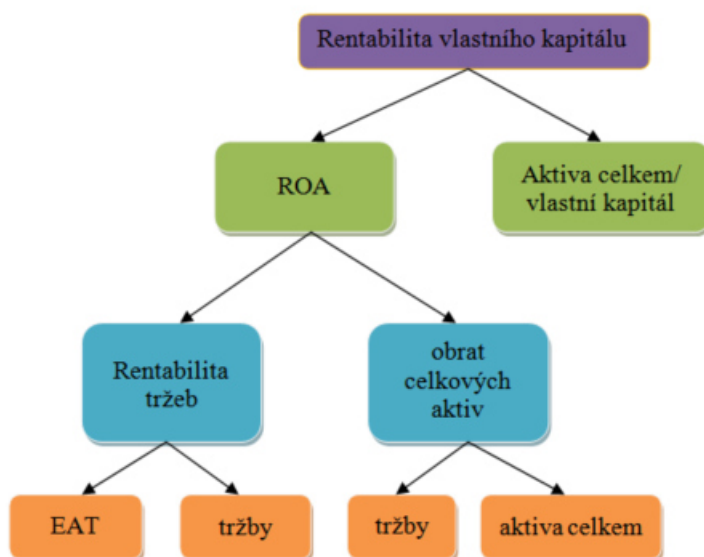 Rentabilita vlastního kapitálu
ROA
Aktiva celkem/
vlastní kapitál
Rentabilita
tržeb
obrat
celkových
aktiv
EAT
tržby
tržby
aktiva celkem